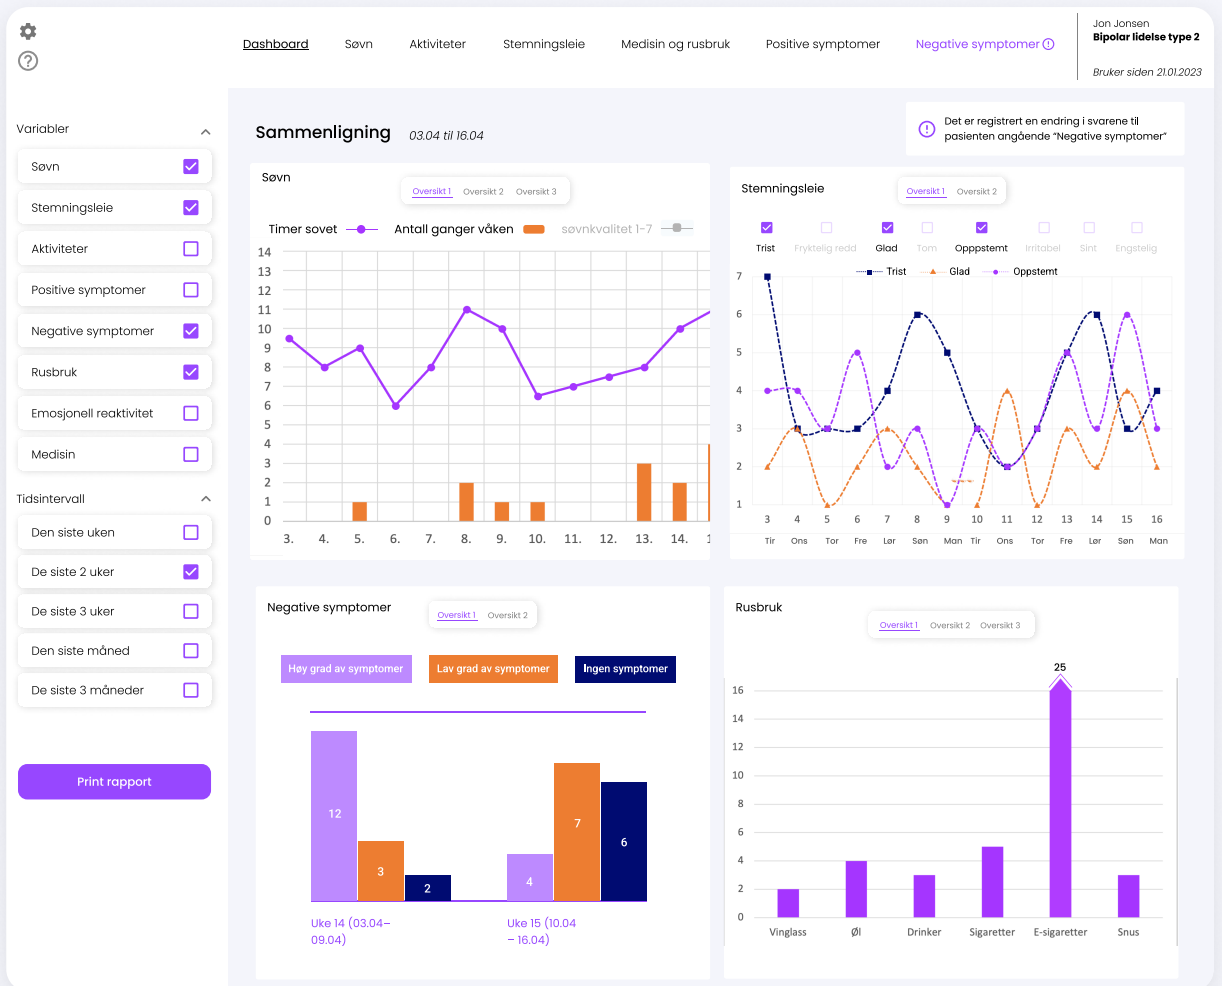 Dashboard
Søvn
Aktiviteter
Stemningsleie
Medisin og rusbruk
Positive symptomer
Negative symptomer
Jon Jonsen
Bipolar lidelse type 2
Bruker siden 21.01.2023
Variabler
Søvn
Stemningsleie
Aktiviteter
Positive symptomer
Negative symptomer
Rusbruk
Emosjonell reaktivitet
Medisin
Tidsintervall
Den siste uken
De siste 2 uker
De siste 3 uker
Den siste måned
De siste 3 måneder
Print rapport
Sammenligning 03.04 til 16.04
Det er registrert en endring i svarene til
pasienten angående “Negative symptomer”
Søvn
Oversikt 1 Oversikt 2 Oversikt 3
Timer sovet Antall ganger våken søvnkvalitet 1-7
14
13
12
11
10
9
8
7
6
5
4
3
2
1
0
3. 4. 5. 6. 7. 8. 9. 10. 11. 12. 13. 14. 1
Stemningsleie
Oversikt 1 Oversikt 2
Trist Fryktelig redd Glad Tom Opppstemt Irritabel Sint Engstelig
Trist Glad Oppstemt
7
6
5
4
3
2
1
3 4 5 6 7 8 9 10 11 12 13 14 15 16
Tir Ons Tor Fre Lør Søn Man Tir Ons Tor Fre Lør Søn Man
Negative symptomer
Oversikt 1 Oversikt 2
Høy grad av symptomer Lav grad av symptomer Ingen symptomer
12 3 2 4 7 6
Uke 14 (03.04–
09.04)
Uke 15 (10.04
– 16.04)
Rusbruk
Oversikt 1 Oversikt 2 Oversikt 3
25
16
14
12
10
8
6
4
2
0
Vinglass Øl Drinker Sigaretter E-sigaretter Snus